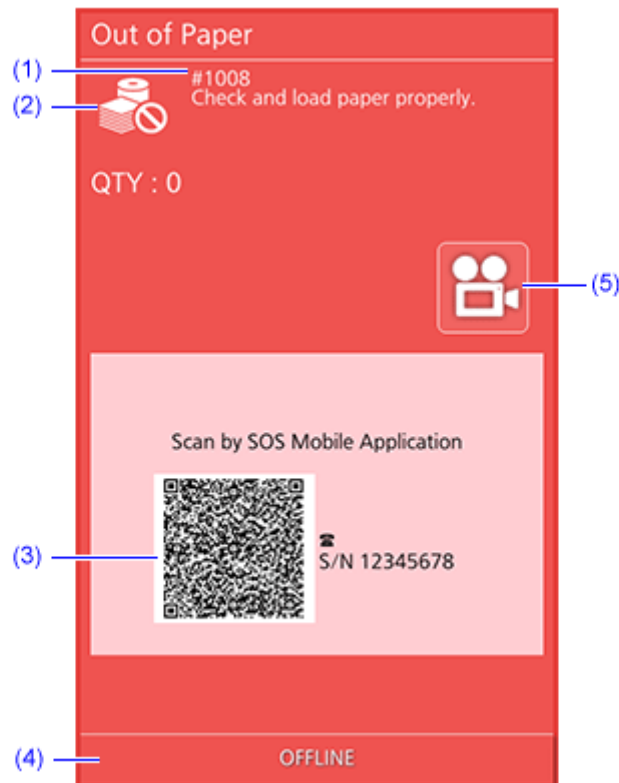 Out of Paper
(1)
#1008
(2)
Check and load paper properly.
QTY : 0
(5)
Scan by SOS Mobile Application
(3)
☎
S/N 12345678
(4)
OFFLINE